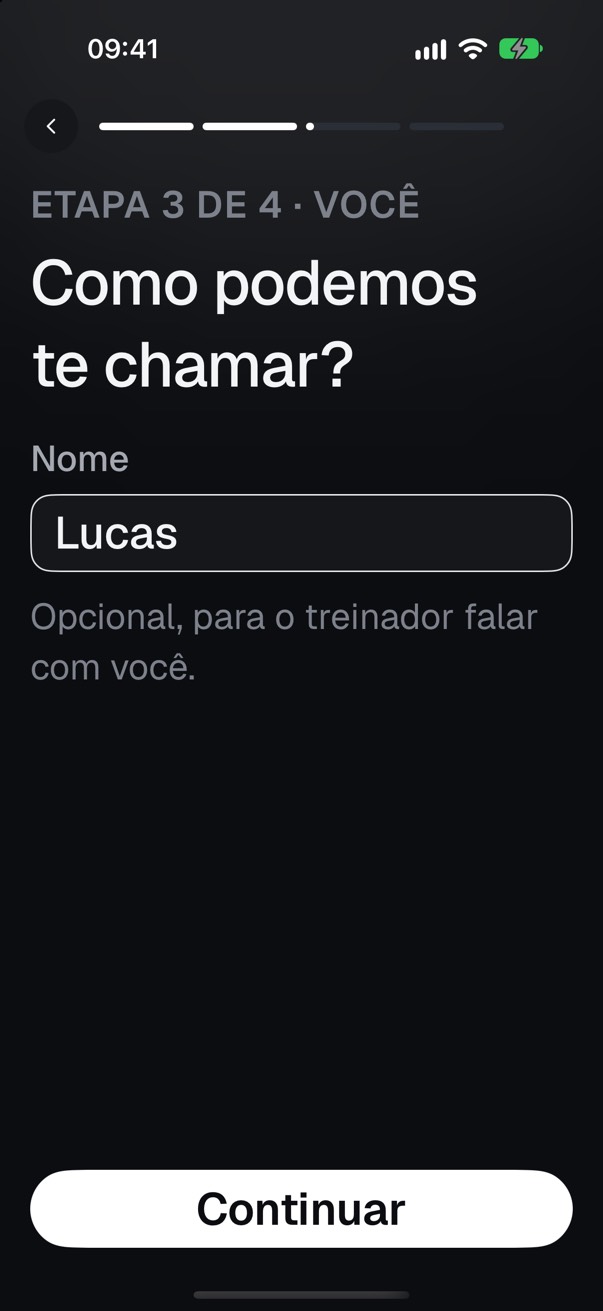 09:41
ETAPA 3 DE 4 · VOCÊ
Como podemos
te chamar?
Nome
Lucas
Opcional, para o treinador falar
com você.
Continuar